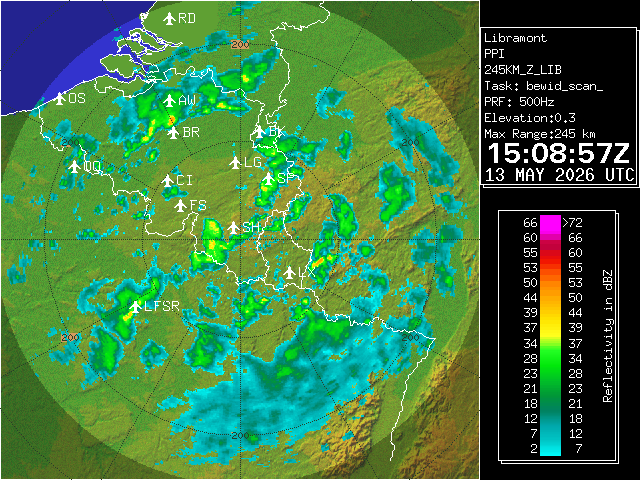 RD
200
OS
AW
BR
BK
200
QQ
LG
CI
SP
FS
SH
LX
LFSR
200
200
200
Libramont
PPI
245KM_Z_LIB
Task: bewid_scan_
PRF: 500Hz
Elevation:0.3
Max Range:245 km
15:08:57Z
13 MAY 2026 UTC
66 >72
60 66
55 60
53 55
50 53
44 50
39 44
37 39
34 37
28 34
23 28
21 23
18 21
12 18
7 12
2 7
Reflectivity in dBZ